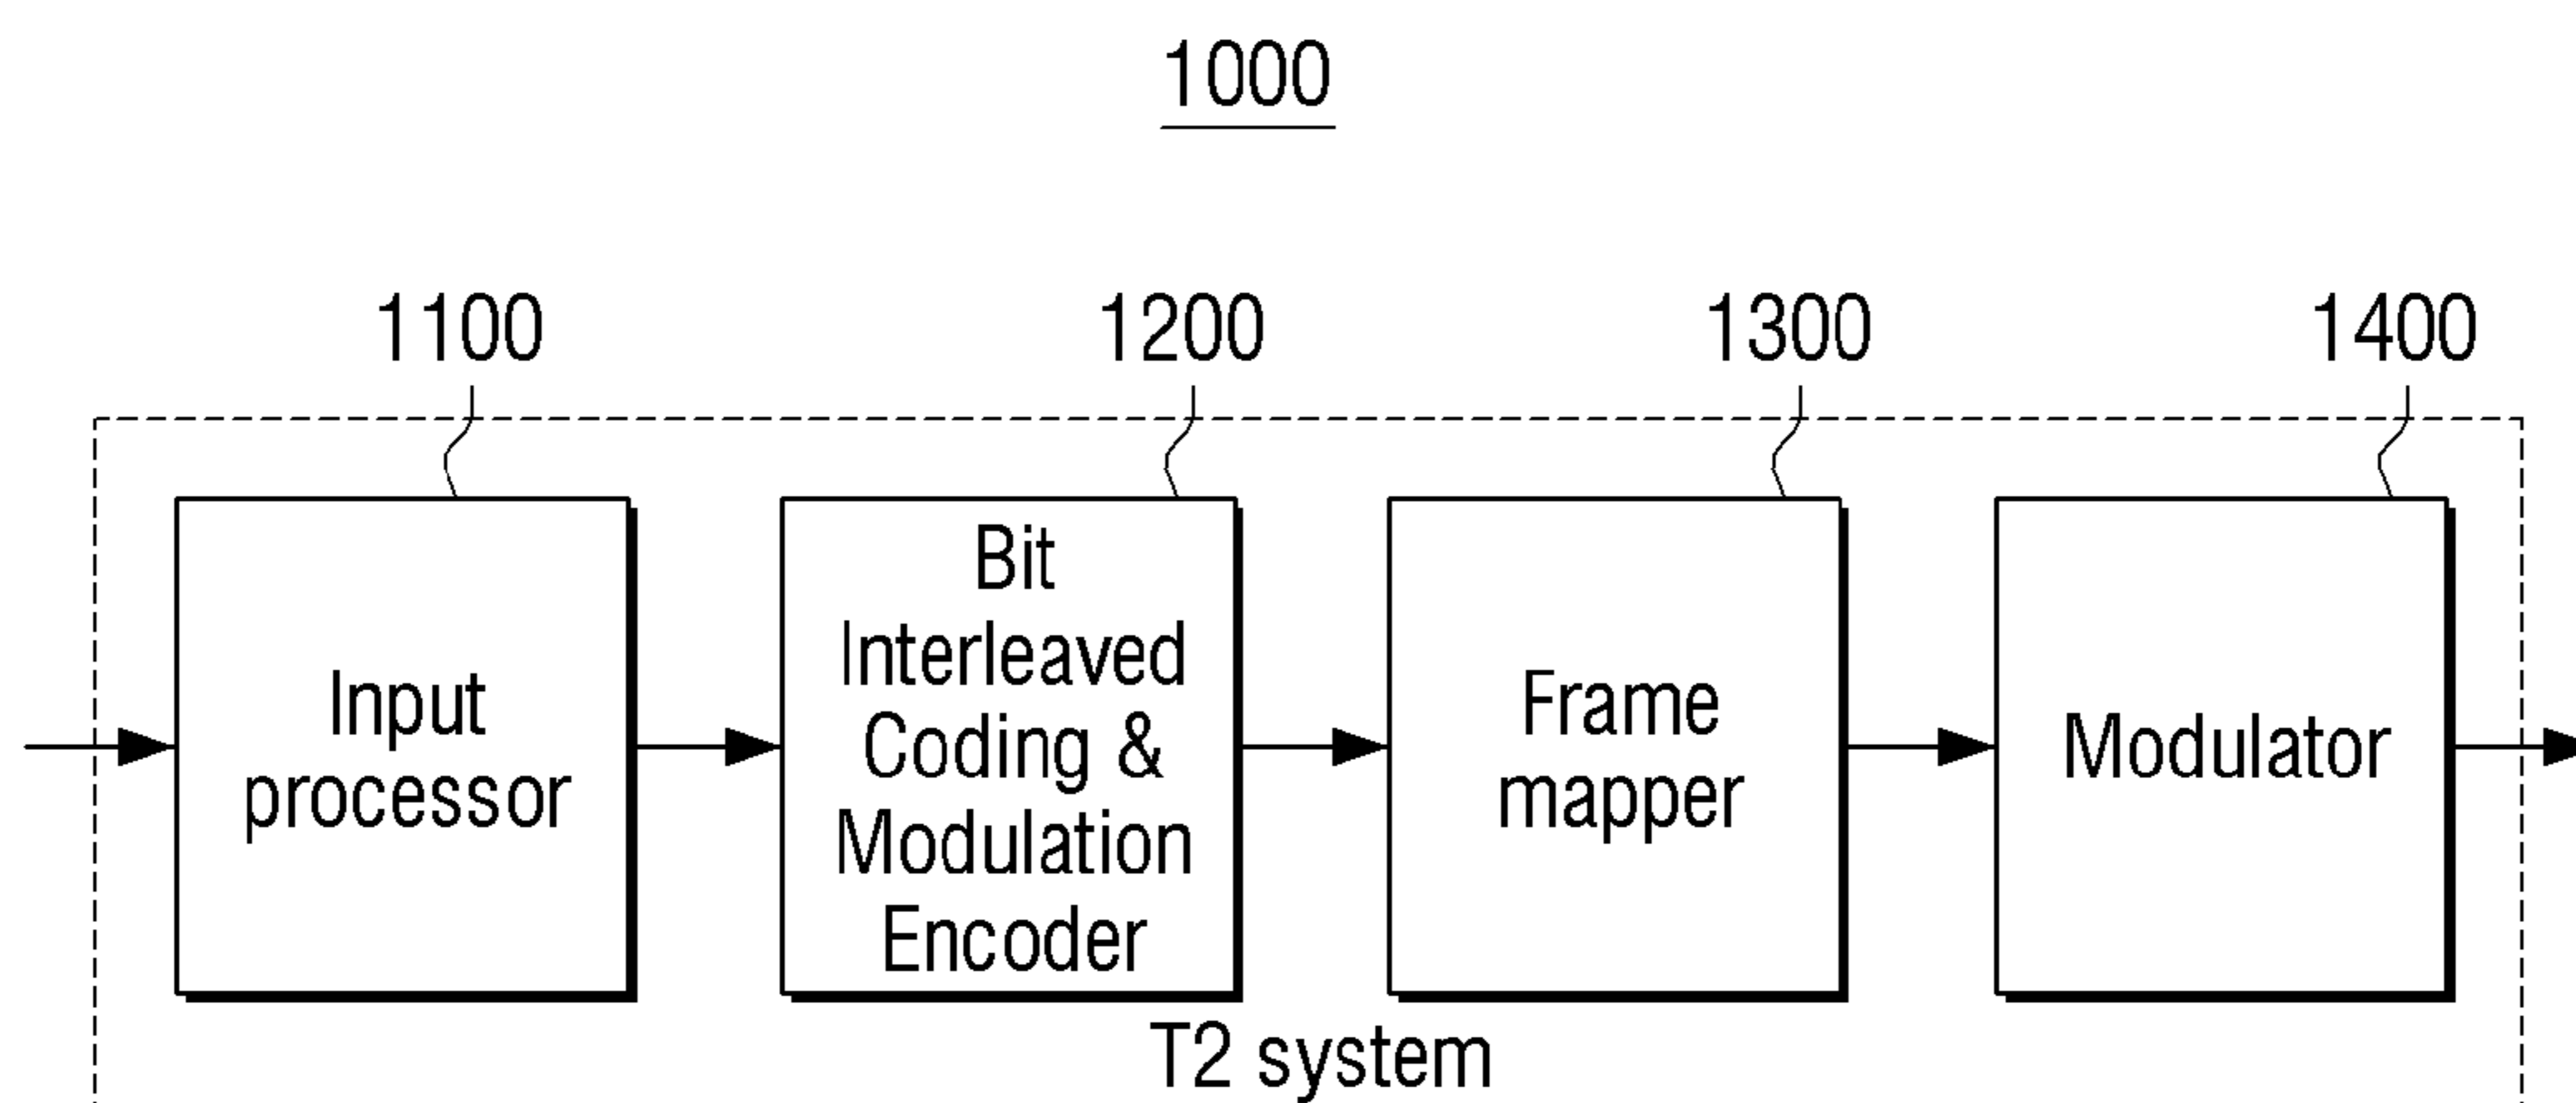 1000
1100
1200
1300
1400
Input
processor
Bit
Interleaved
Coding &
Modulation
Encoder
Frame
mapper
Modulator
T2 system